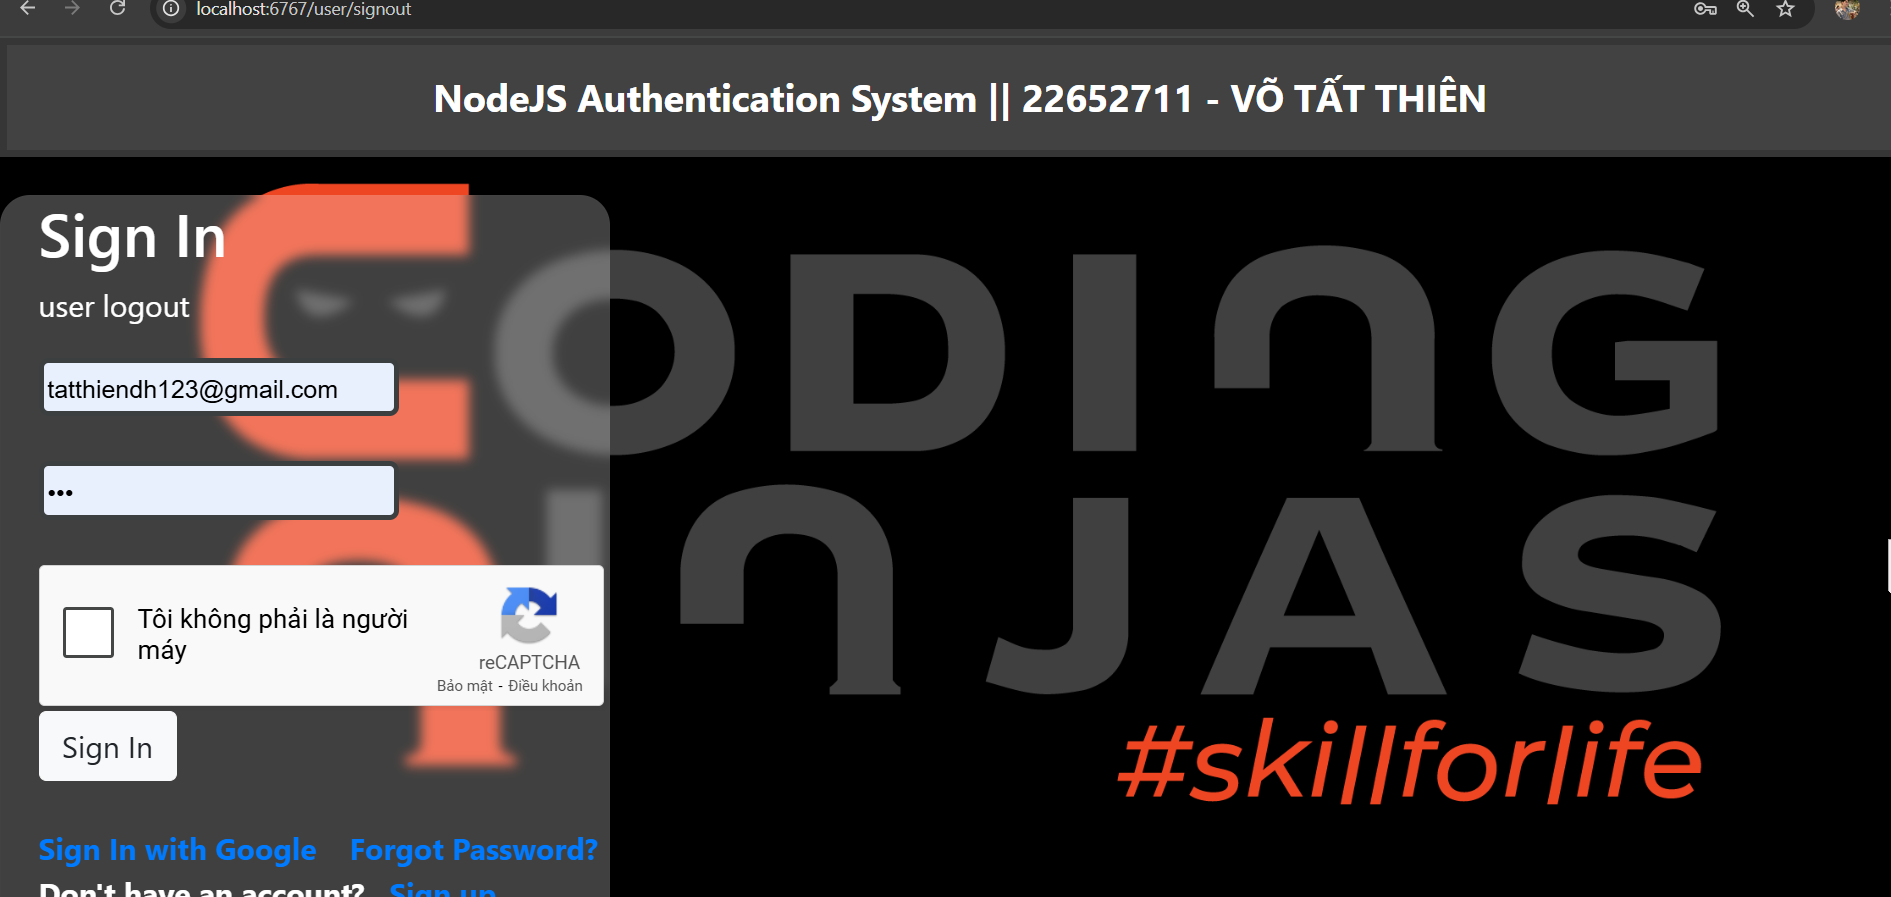 localhost:6767/user/signout
NodeJS Authentication System || 22652711 - VÕ TẤT THIÊN
Sign In
user logout
tatthiendh123@gmail.com
•••
Tôi không phải là người
máy
reCAPTCHA
Bảo mật - Điều khoản
Sign In
Sign In with Google Forgot Password?
Don't have an account? Sign up
CODING
NINJAS
#skillforlife